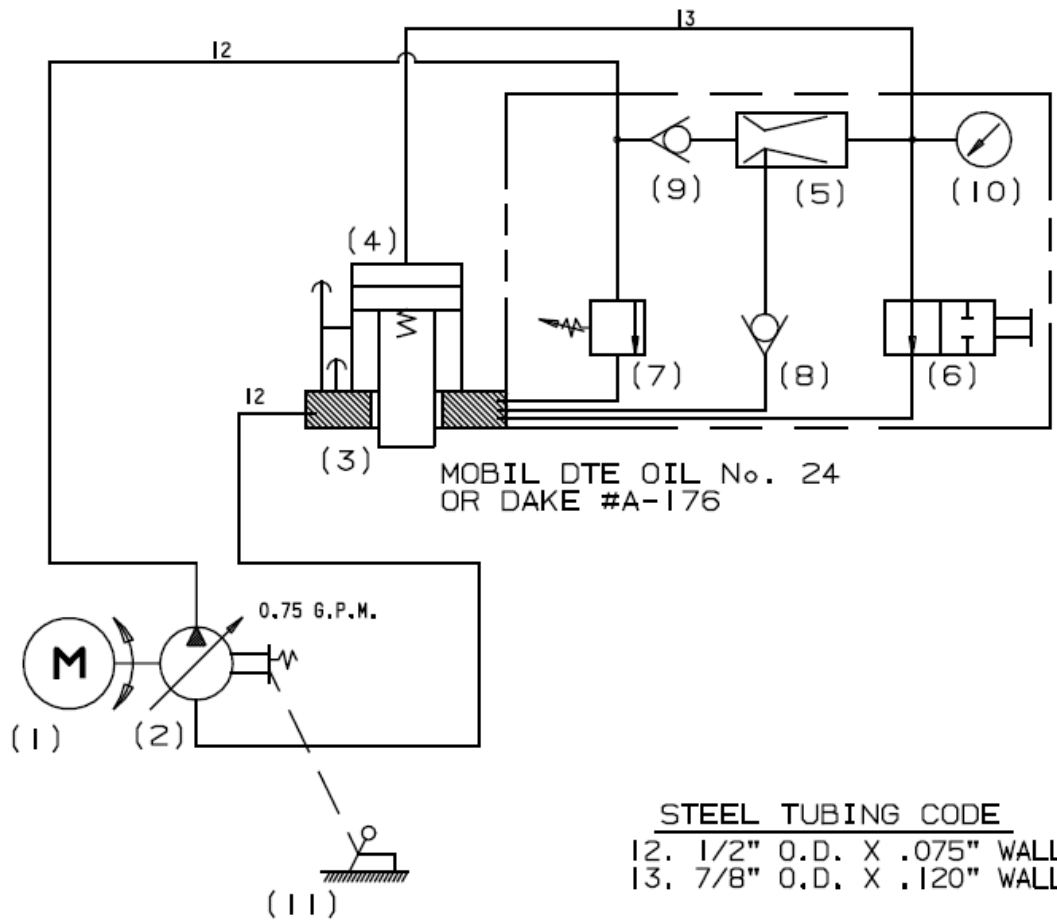 13
12
(9)
(5)
(10)
(4)
(7)
(8)
(6)
12
(3)
MOBIL DTE OIL No. 24
OR DAKE #A-176
0.75 G.P.M.
M
(1)
(2)
STEEL TUBING CODE
12. 1/2" O.D. X .075" WALL
13. 7/8" O.D. X .120" WALL
(11)